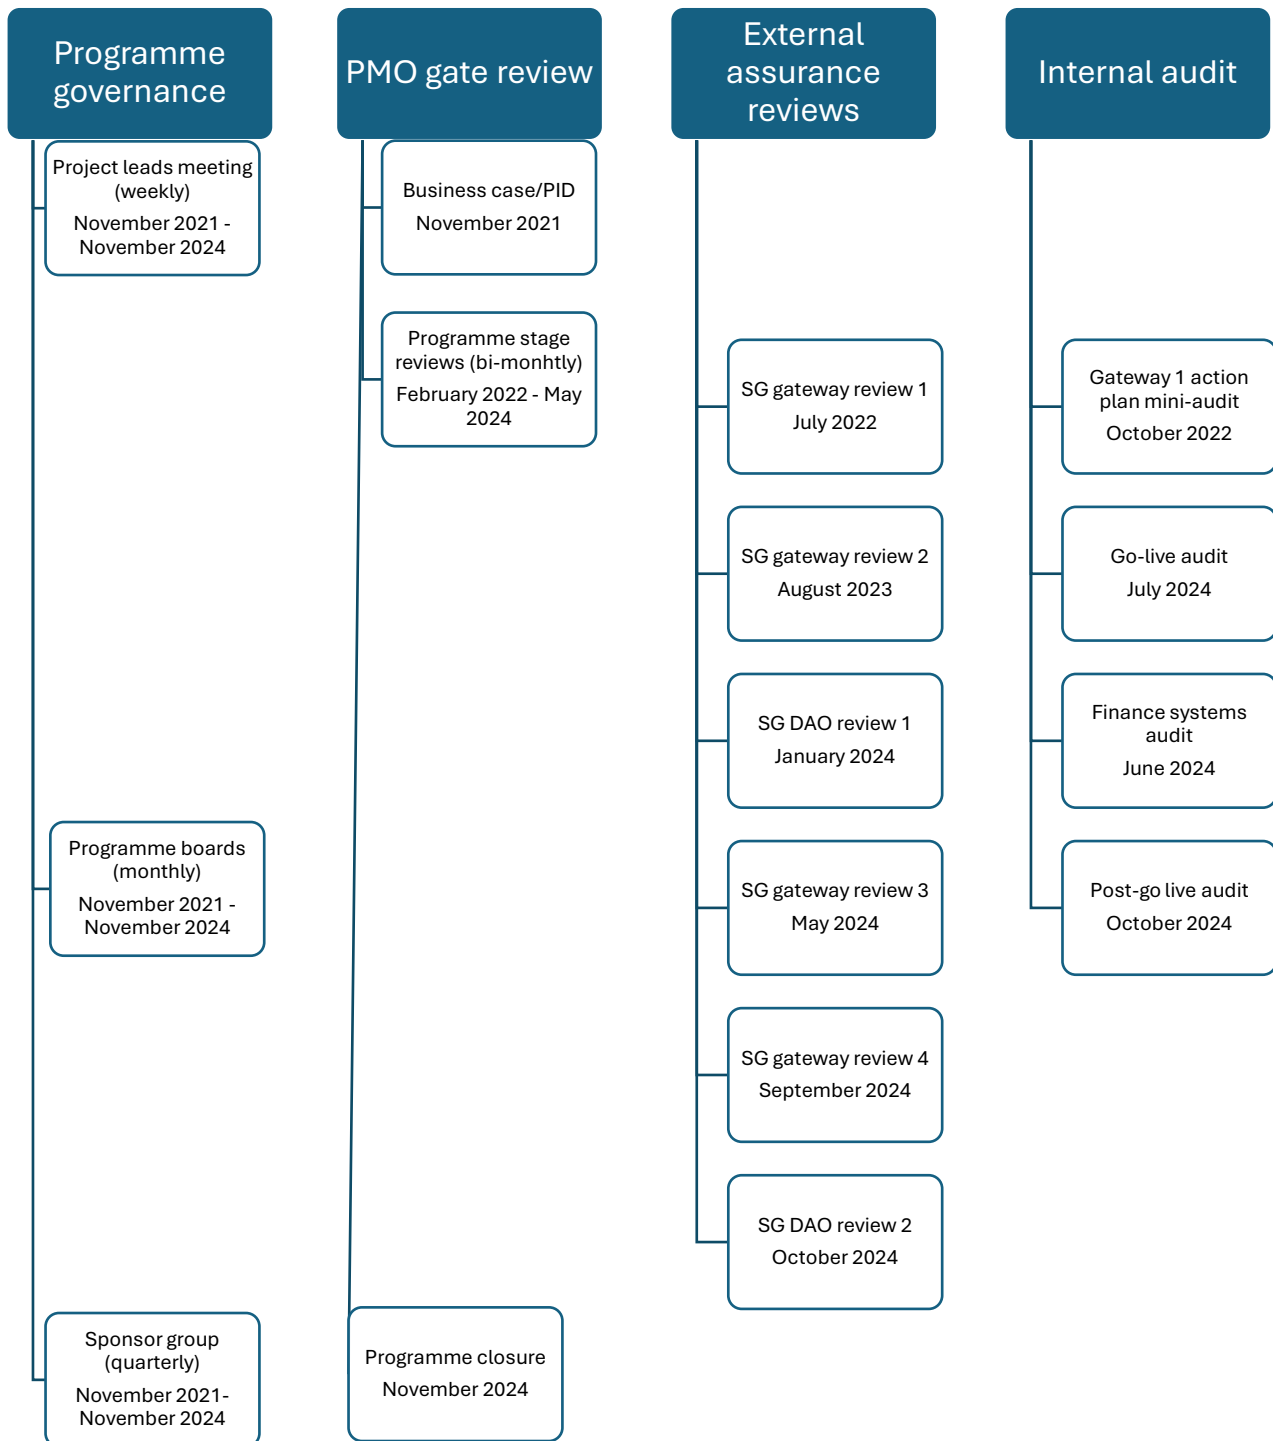 Programme
governance
Project leads meeting
(weekly)
November 2021 -
November 2024
Programme boards
(monthly)
November 2021 -
November 2024
Sponsor group
(quarterly)
November 2021-
November 2024
PMO gate review
Business case/PID
November 2021
Programme stage
reviews (bi-monhtly)
February 2022 - May
2024
Programme closure
November 2024
External
assurance
reviews
SG gateway review 1
July 2022
SG gateway review 2
August 2023
SG DAO review 1
January 2024
SG gateway review 3
May 2024
SG gateway review 4
September 2024
SG DAO review 2
October 2024
Internal audit
Gateway 1 action
plan mini-audit
October 2022
Go-live audit
July 2024
Finance systems
audit
June 2024
Post-go live audit
October 2024